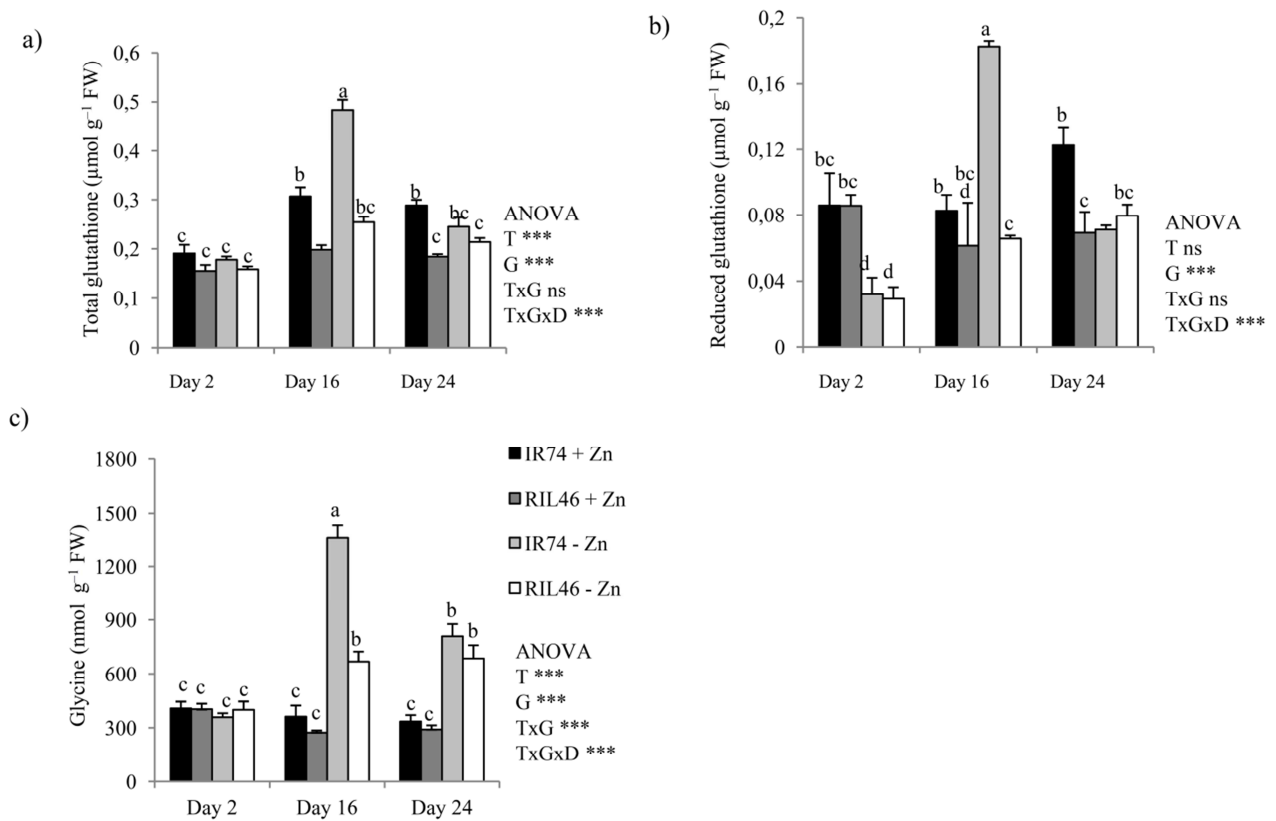 a)
Total glutathione (µmol g⁻¹ FW)
0,6
0,5
0,4
0,3
0,2
0,1
0
c
c
c
c
b
c
a
bc
b
c
bc
c
Day 2
Day 16
Day 24
ANOVA
T ***
G ***
TxG ns
TxGxD ***
b)
Reduced glutathione (µmol g⁻¹ FW)
0,2
0,16
0,12
0,08
0,04
0
bc
bc
d
d
b
bc
d
a
c
b
c
bc
Day 2
Day 16
Day 24
ANOVA
T ns
G ***
TxG ns
TxGxD ***
c)
Glycine (nmol g⁻¹ FW)
1800
1500
1200
900
600
300
0
c
c
c
c
c
c
a
b
c
c
b
b
Day 2
Day 16
Day 24
IR74 + Zn
RIL46 + Zn
IR74 - Zn
RIL46 - Zn
ANOVA
T ***
G ***
TxG ***
TxGxD ***